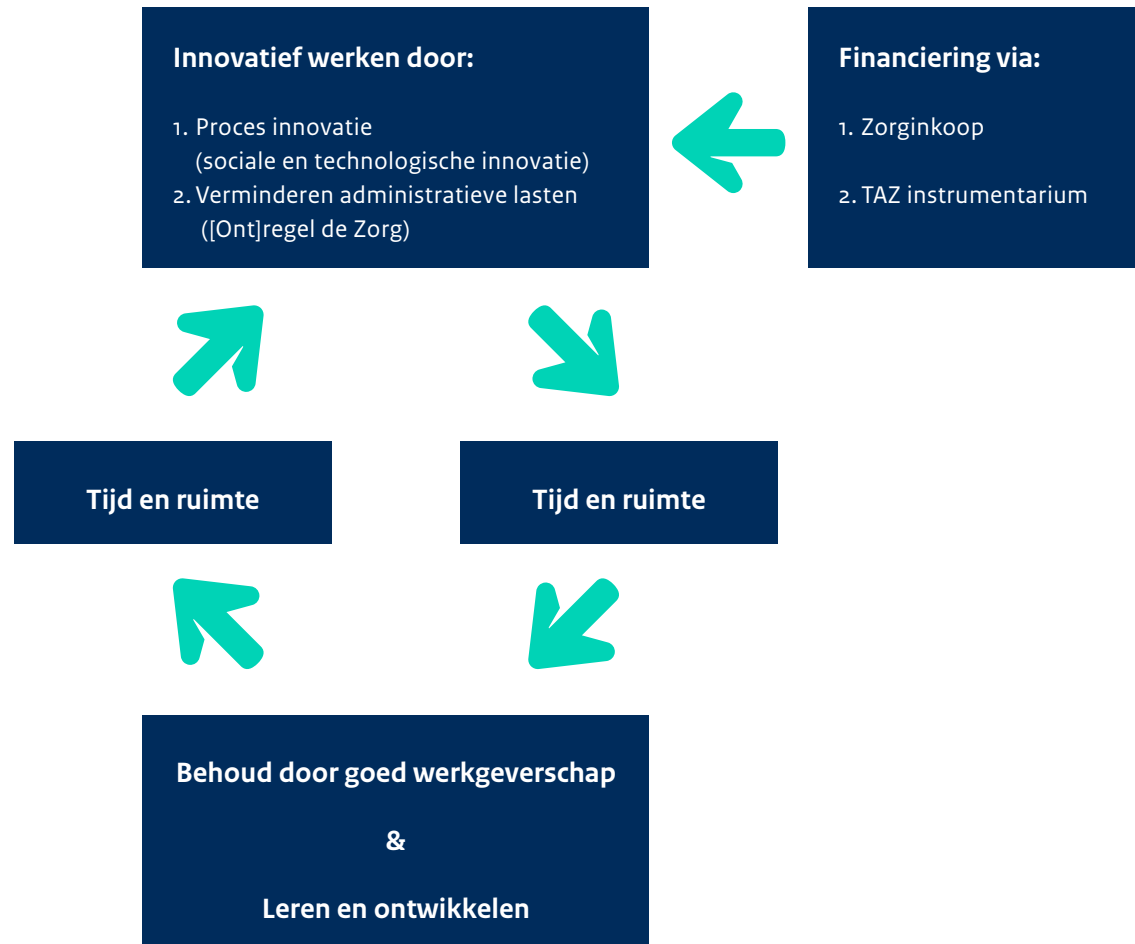 Innovatief werken door:
1. Proces innovatie
(sociale en technologische innovatie)
2. Verminderen administratieve lasten
([Ont]regel de Zorg)
Financiering via:
1. Zorginkoop
2. TAZ instrumentarium
Tijd en ruimte
Tijd en ruimte
Behoud door goed werkgeverschap
&
Leren en ontwikkelen